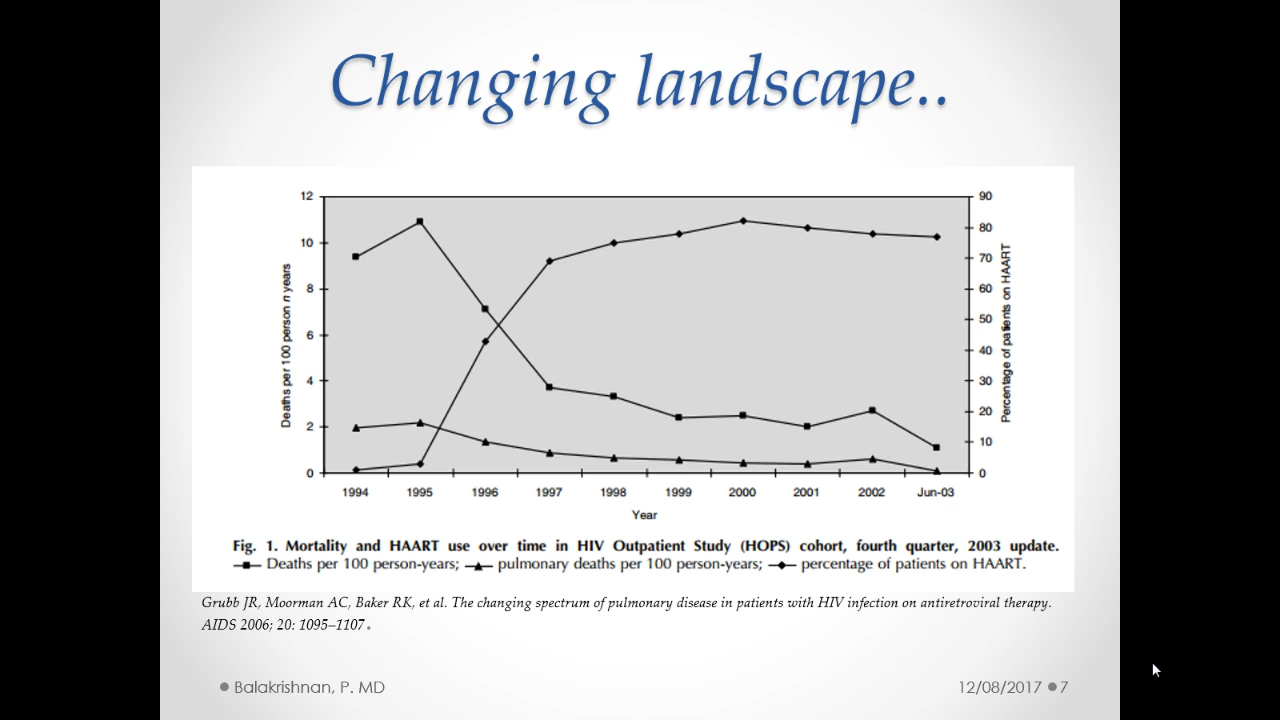 Changing landscape..
12
10
8
6
4
2
0
Deaths per 100 person n years
90
80
70
60
50
40
30
20
10
0
Percentage of patients on HAART
1994 1995 1996 1997 1998 1999 2000 2001 2002 Jun-03
Year
Fig. 1. Mortality and HAART use over time in HIV Outpatient Study (HOPS) cohort, fourth quarter, 2003 update.
Deaths per 100 person-years; pulmonary deaths per 100 person-years; percentage of patients on HAART.
Grubb JR, Moorman AC, Baker RK, et al. The changing spectrum of pulmonary disease in patients with HIV infection on antiretroviral therapy.
AIDS 2006; 20: 1095–1107.
Balakrishnan, P. MD
12/08/2017 7